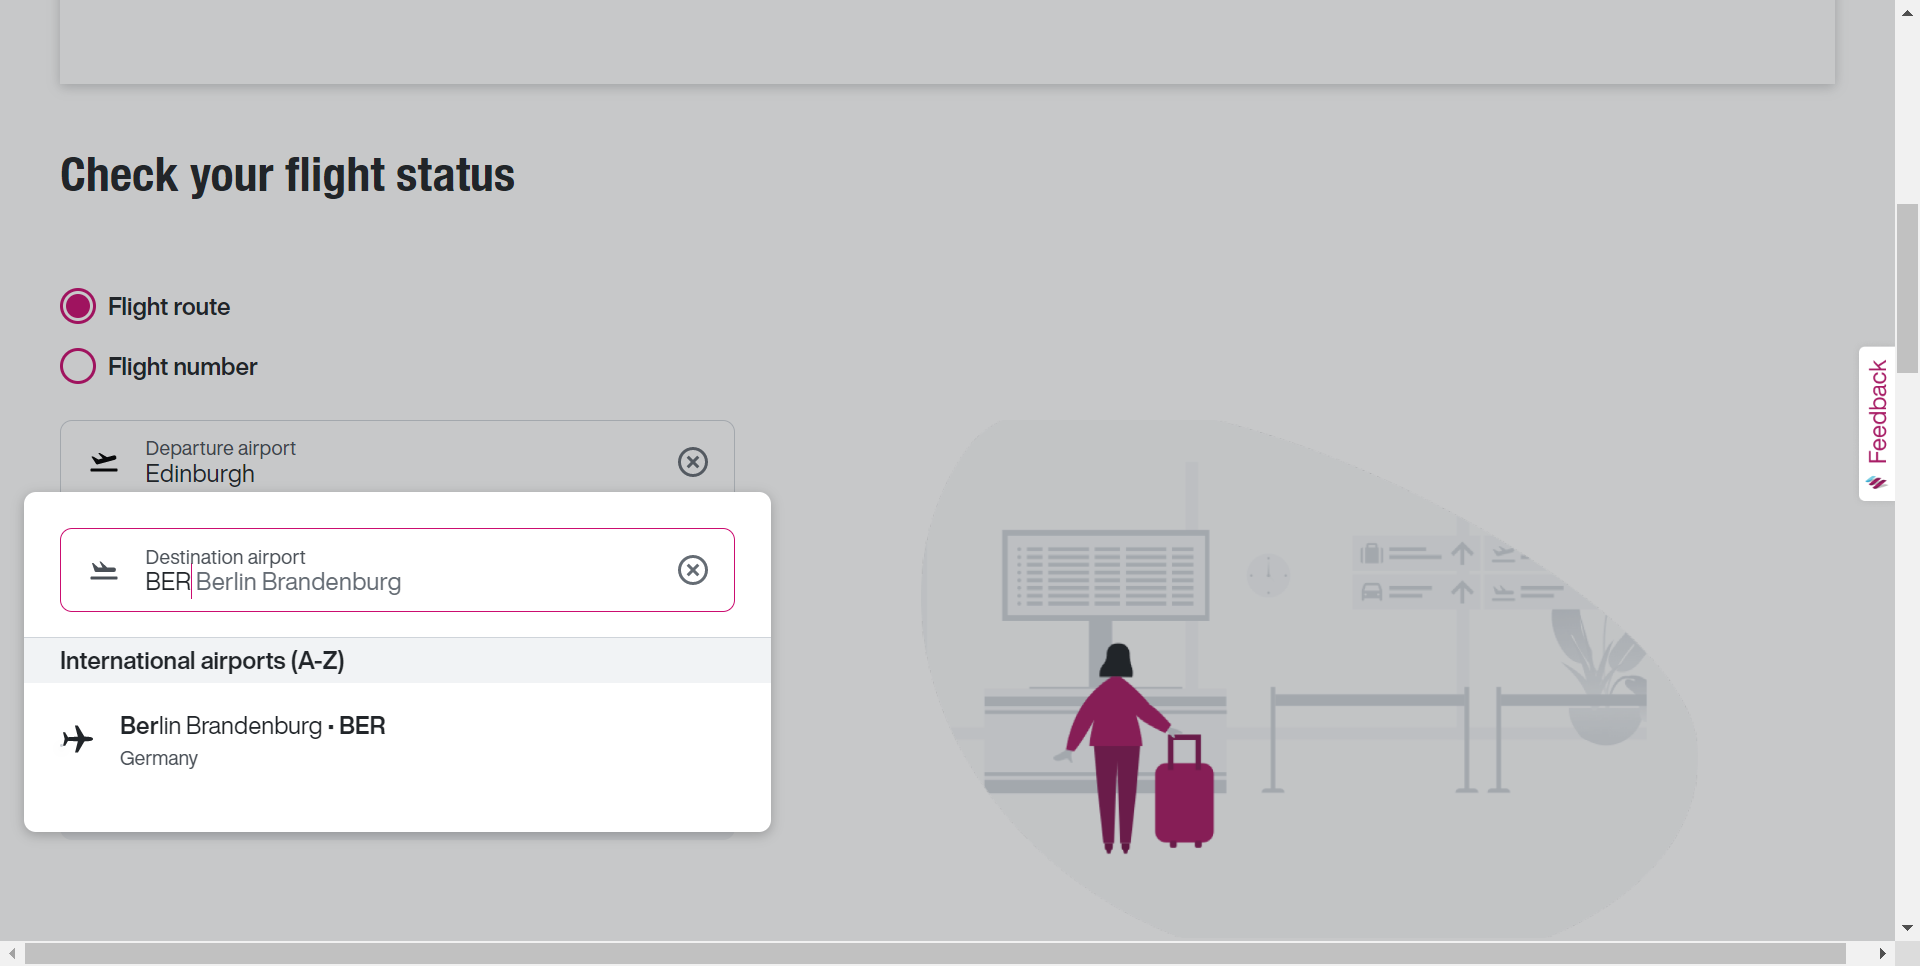 Check your flight status
Flight route
Flight number
Departure airport
Edinburgh
Destination airport
BER Berlin Brandenburg
International airports (A-Z)
Berlin Brandenburg · BER
Germany
Feedback